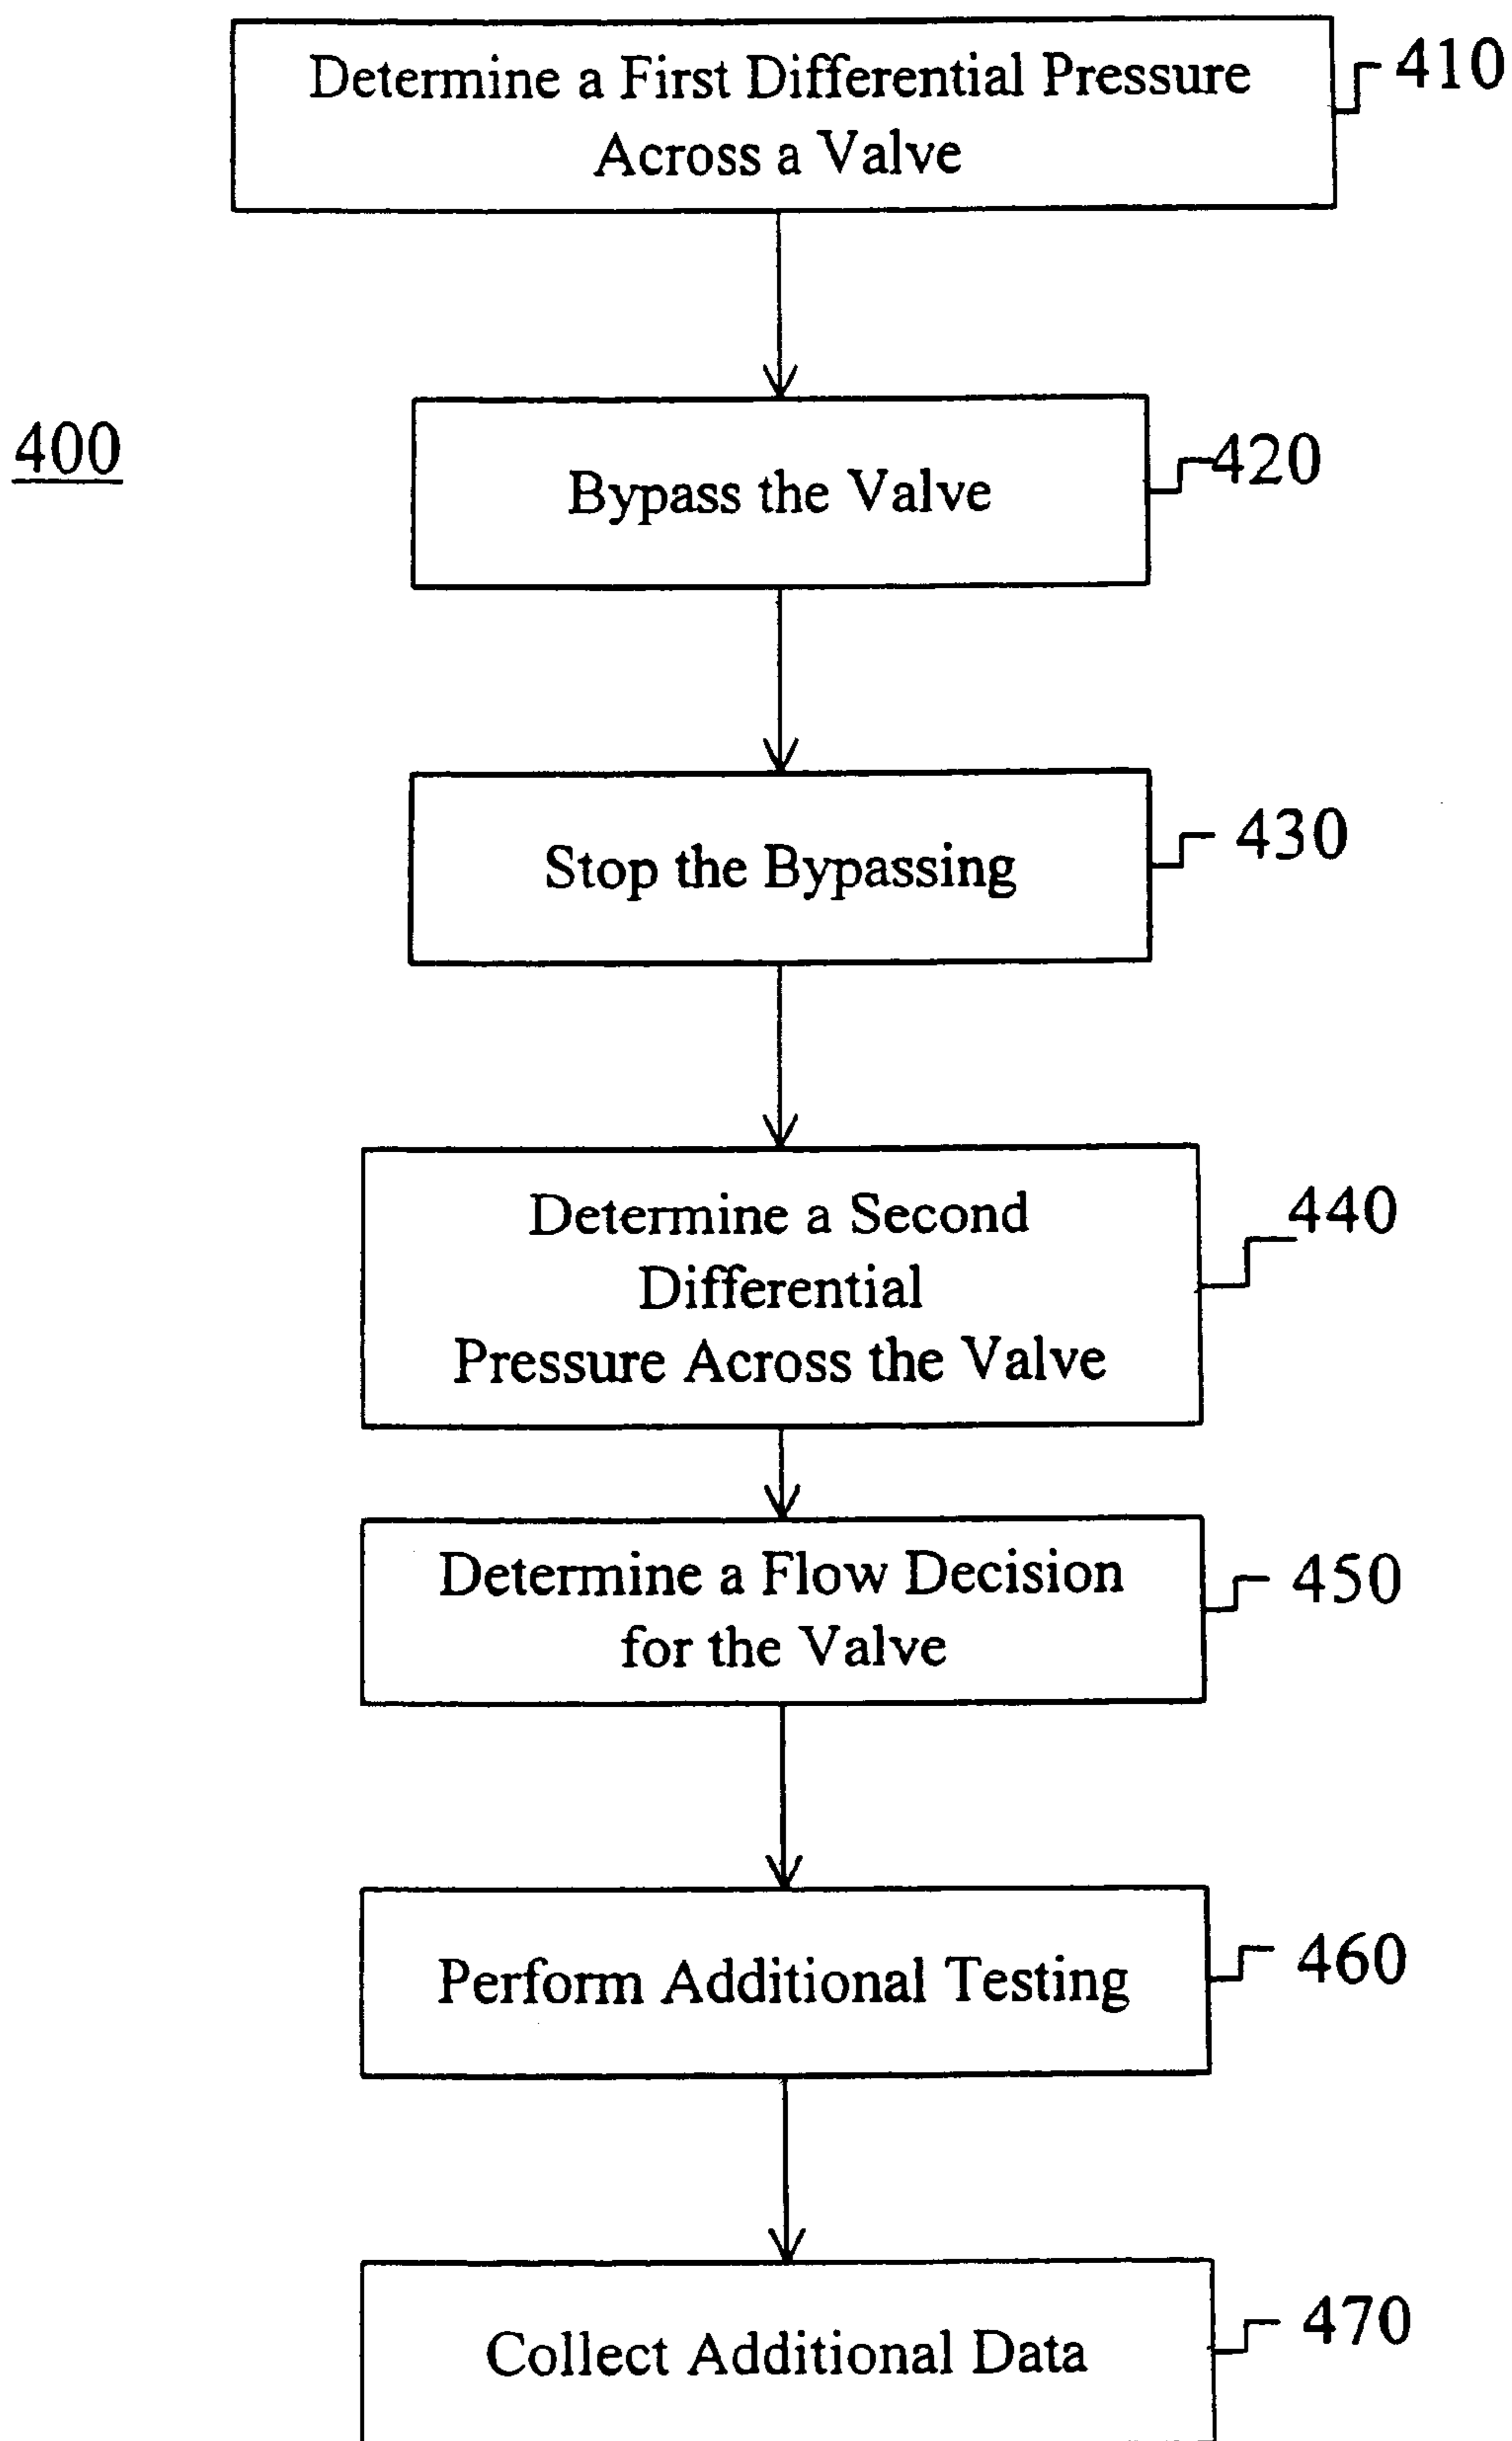 Determine a First Differential Pressure
Across a Valve
410
400
Bypass the Valve
420
Stop the Bypassing
430
Determine a Second
Differential
Pressure Across the Valve
440
Determine a Flow Decision
for the Valve
450
Perform Additional Testing
460
Collect Additional Data
470